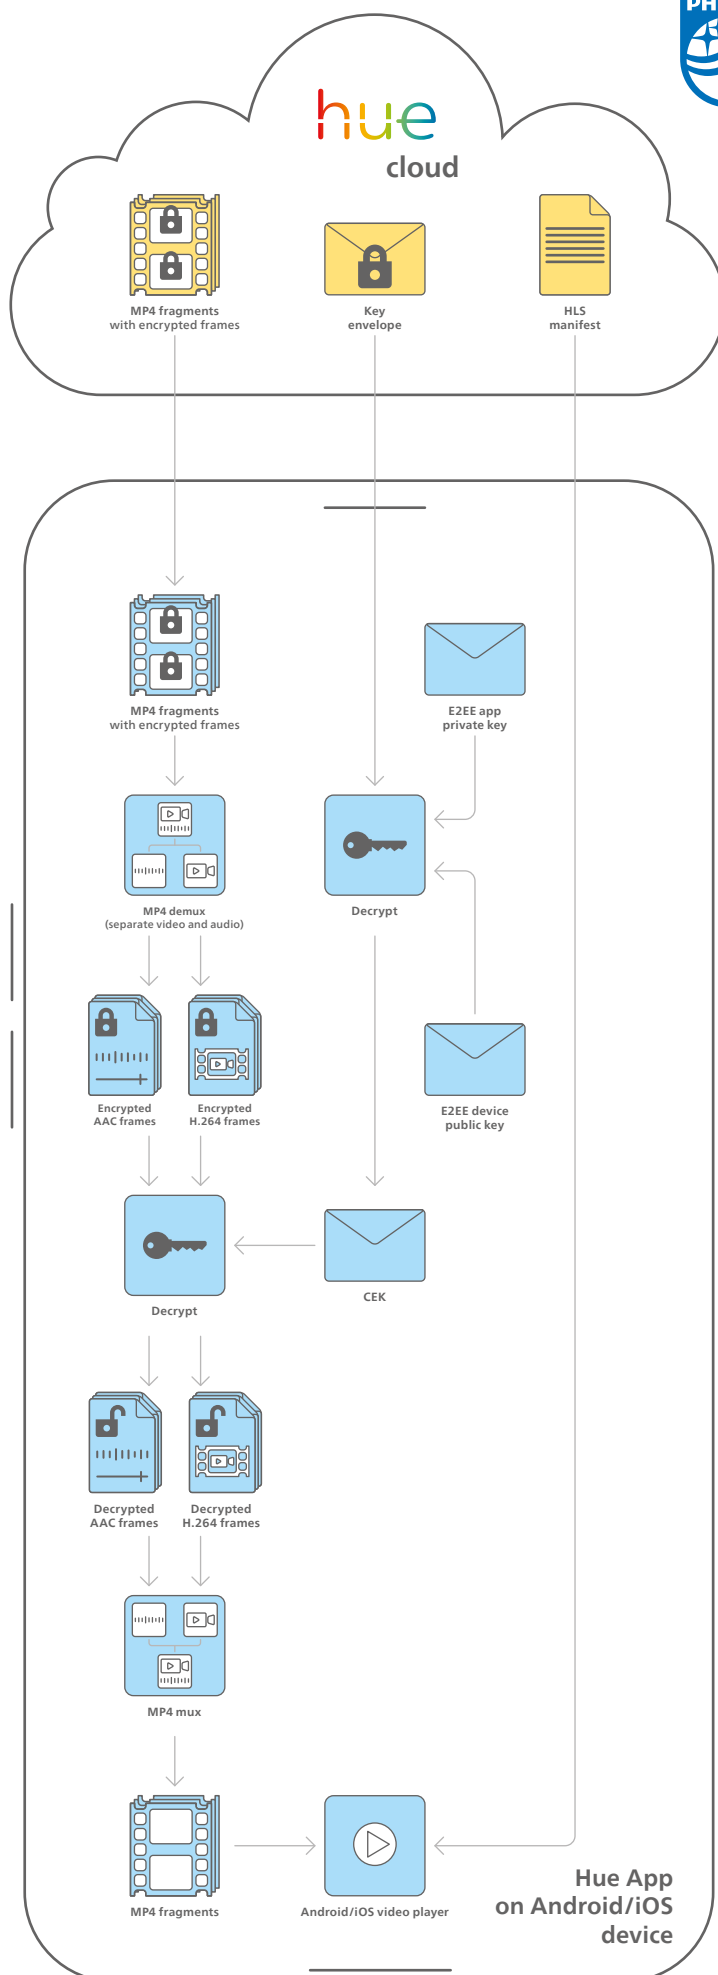 PH
hue
cloud
MP4 fragments
with encrypted frames
Key
envelope
HLS
manifest
MP4 fragments
with encrypted frames
E2EE app
private key
MP4 demux
(separate video and audio)
Decrypt
Encrypted
AAC frames
Encrypted
H.264 frames
E2EE device
public key
Decrypt
CEK
Decrypted
AAC frames
Decrypted
H.264 frames
MP4 mux
MP4 fragments
Android/iOS video player
Hue App
on Android/iOS
device